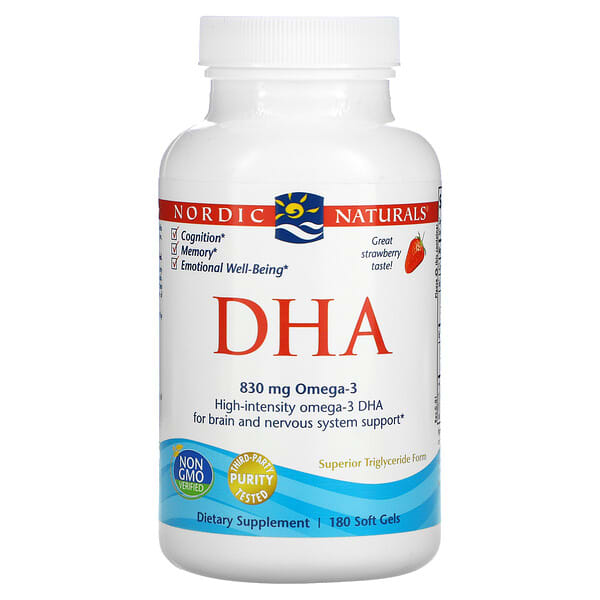 NORDIC NATURALS®
Cognition*
Memory*
Emotional Well-Being*
Great
strawberry
taste!
DHA
830 mg Omega-3
High-intensity omega-3 DHA
for brain and nervous system support*
Superior Triglyceride Form
NON
GMO
VERIFIED
THIRD-PARTY
PURITY
TESTED
Dietary Supplement | 180 Soft Gels